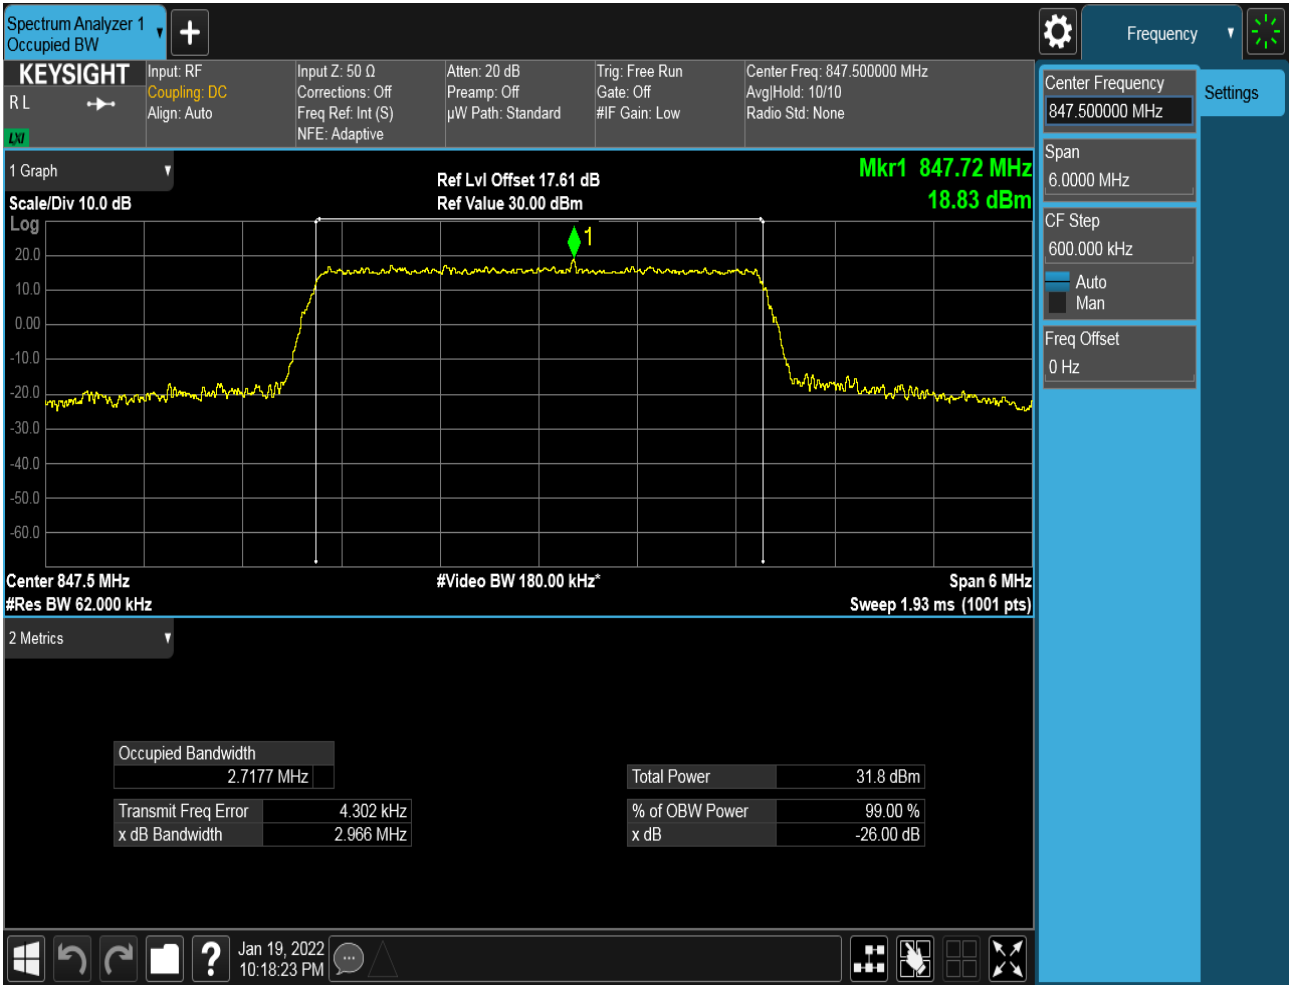 Spectrum Analyzer 1
Occupied BW
Frequency
KEYSIGHT
R L
LXI
Input: RF
Coupling: DC
Align: Auto
Input Z: 50 Ω
Corrections: Off
Freq Ref: Int (S)
NFE: Adaptive
Atten: 20 dB
Preamp: Off
µW Path: Standard
Trig: Free Run
Gate: Off
#IF Gain: Low
Center Freq: 847.500000 MHz
Avg|Hold: 10/10
Radio Std: None
Center Frequency
847.500000 MHz
Settings
Span
6.0000 MHz
CF Step
600.000 kHz
Auto
Man
Freq Offset
0 Hz
1 Graph
Scale/Div 10.0 dB
Ref Lvl Offset 17.61 dB
Ref Value 30.00 dBm
Mkr1 847.72 MHz
18.83 dBm
Log
1
20.0
10.0
0.00
-10.0
-20.0
-30.0
-40.0
-50.0
-60.0
Center 847.5 MHz
#Video BW 180.00 kHz*
Span 6 MHz
#Res BW 62.000 kHz
Sweep 1.93 ms (1001 pts)
2 Metrics
Occupied Bandwidth
2.7177 MHz
Total Power 31.8 dBm
Transmit Freq Error 4.302 kHz
% of OBW Power 99.00 %
x dB Bandwidth 2.966 MHz
x dB -26.00 dB
?
Jan 19, 2022
10:18:23 PM